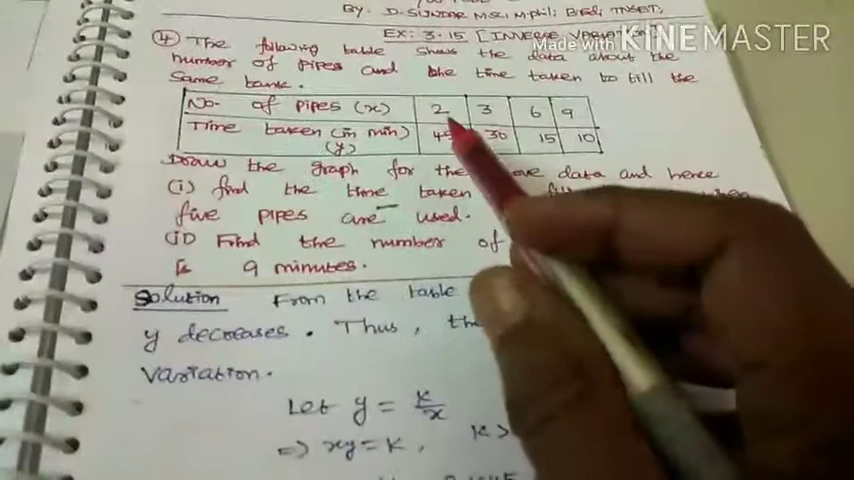 By. D. SUNDAR M.Sc; M.phil; B.Ed; TNSET;
EX: 3.15 [INVERSE VARIATION]
Made with KINEMASTER
④ The following table shows the data about the
number of pipes and the time taken to till the
Same tank.
No. of pipes (x) 2 3 6 9
Time taken (in min) (y) 45 30 15 10
Draw the graph for the above data and hence
(i) find the time taken
five pipes are used.
(ii) Find the number of
is 9 minutes.
Solution From the table
y decreases. Thus, the
variation.
Let y = K/x
=> xy = K, K >